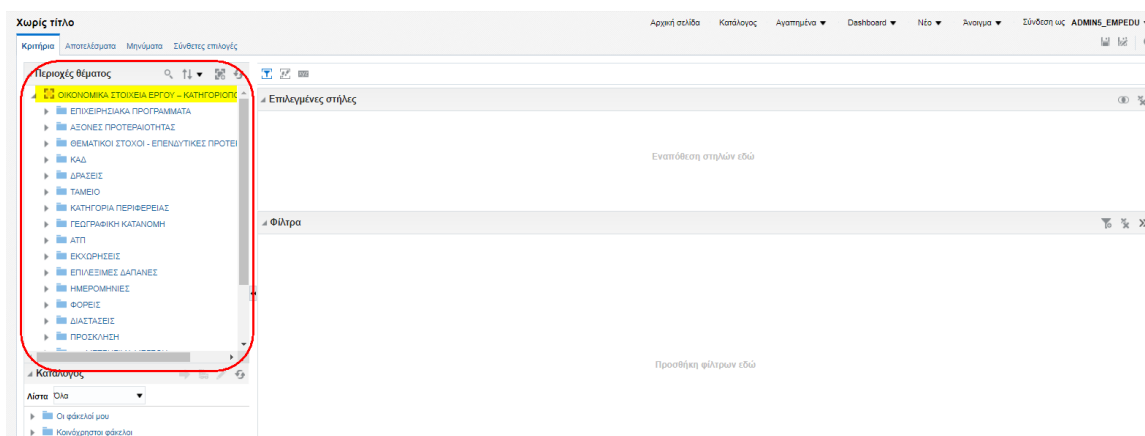 Χωρίς τίτλο
Αρχική σελίδα Κατάλογος Αγαπημένα Dashboard Νέο Άνοιγμα Σύνδεση ως ADMIN5_EMPEDU
Κριτήρια Αποτελέσματα Μηνύματα Σύνθετες επιλογές
Περιοχές θέματος
ΟΙΚΟΝΟΜΙΚΑ ΣΤΟΙΧΕΙΑ ΕΡΓΟΥ – ΚΑΤΗΓΟΡΙΟΠΟ
ΕΠΙΧΕΙΡΗΣΙΑΚΑ ΠΡΟΓΡΑΜΜΑΤΑ
ΑΞΟΝΕΣ ΠΡΟΤΕΡΑΙΟΤΗΤΑΣ
ΘΕΜΑΤΙΚΟΙ ΣΤΟΧΟΙ - ΕΠΕΝΔΥΤΙΚΕΣ ΠΡΟΤΕΙ
ΚΑΔ
ΔΡΑΣΕΙΣ
ΤΑΜΕΙΟ
ΚΑΤΗΓΟΡΙΑ ΠΕΡΙΦΕΡΕΙΑΣ
ΓΕΩΓΡΑΦΙΚΗ ΚΑΤΑΝΟΜΗ
ΑΤΠ
ΕΚΧΩΡΗΣΕΙΣ
ΕΠΙΛΕΞΙΜΕΣ ΔΑΠΑΝΕΣ
ΗΜΕΡΟΜΗΝΙΕΣ
ΦΟΡΕΙΣ
ΔΙΑΣΤΑΣΕΙΣ
ΠΡΟΣΚΛΗΣΗ
Κατάλογος
Λίστα Όλα
Οι φάκελοί μου
Κοινόχρηστοι φάκελοι
Επιλεγμένες στήλες
Εναπόθεση στηλών εδώ
Φίλτρα
Προσθήκη φίλτρων εδώ